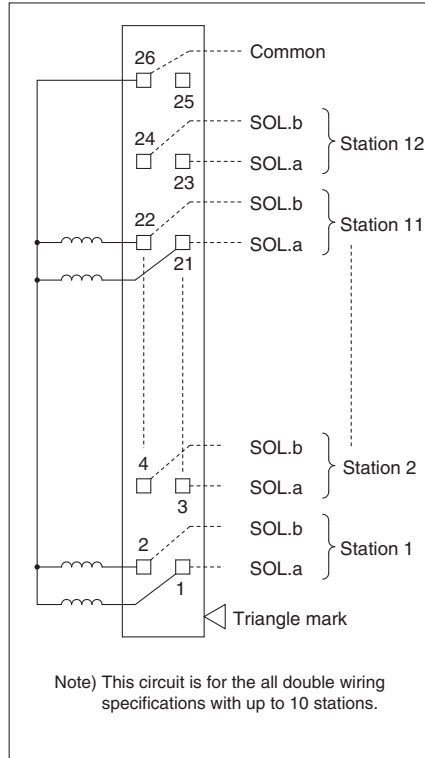 26 Common
25
24 SOL.b
SOL.a Station 12
23
22 SOL.b
SOL.a Station 11
21
4 SOL.b
SOL.a Station 2
3
2 SOL.b
SOL.a Station 1
1
Triangle mark
Note) This circuit is for the all double wiring
specifications with up to 10 stations.